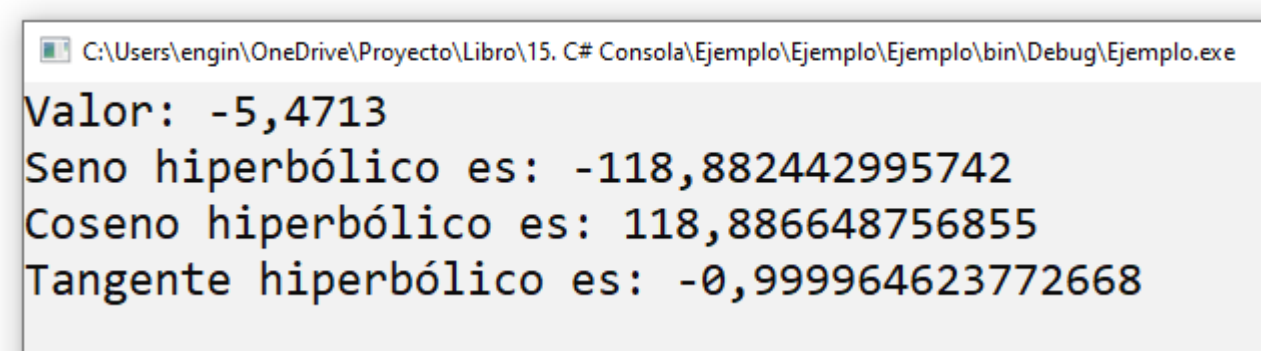 C:\Users\engin\OneDrive\Proyecto\Libro\15. C# Consola\Ejemplo\Ejemplo\Ejemplo\bin\Debug\Ejemplo.exe
Valor: -5,4713
Seno hiperbólico es: -118,882442995742
Coseno hiperbólico es: 118,886648756855
Tangente hiperbólico es: -0,999964623772668